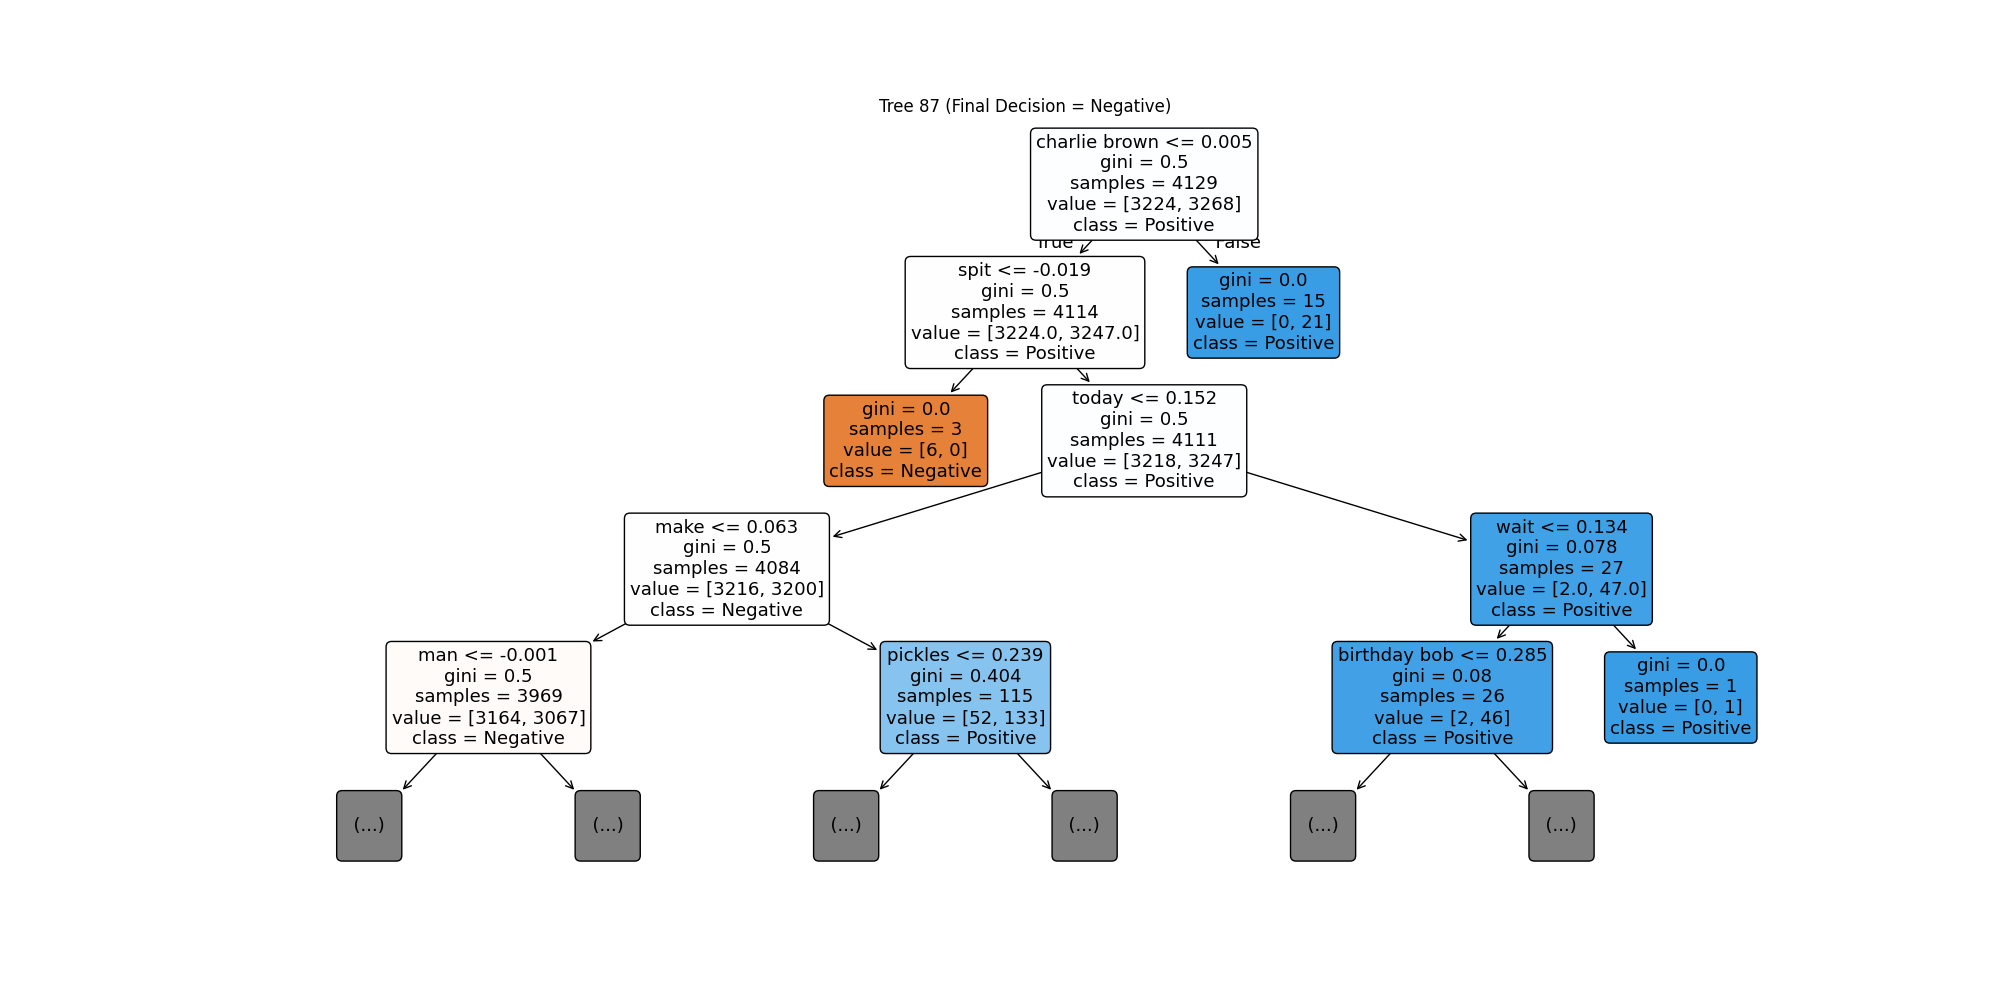 Tree 87 (Final Decision = Negative)
charlie brown <= 0.005
gini = 0.5
samples = 4129
value = [3224, 3268]
class = Positive
True
False
spit <= -0.019
gini = 0.5
samples = 4114
value = [3224.0, 3247.0]
class = Positive
gini = 0.0
samples = 15
value = [0, 21]
class = Positive
gini = 0.0
samples = 3
value = [6, 0]
class = Negative
today <= 0.152
gini = 0.5
samples = 4111
value = [3218, 3247]
class = Positive
make <= 0.063
gini = 0.5
samples = 4084
value = [3216, 3200]
class = Negative
wait <= 0.134
gini = 0.078
samples = 27
value = [2.0, 47.0]
class = Positive
man <= -0.001
gini = 0.5
samples = 3969
value = [3164, 3067]
class = Negative
pickles <= 0.239
gini = 0.404
samples = 115
value = [52, 133]
class = Positive
birthday bob <= 0.285
gini = 0.08
samples = 26
value = [2, 46]
class = Positive
gini = 0.0
samples = 1
value = [0, 1]
class = Positive
(...)
(...)
(...)
(...)
(...)
(...)